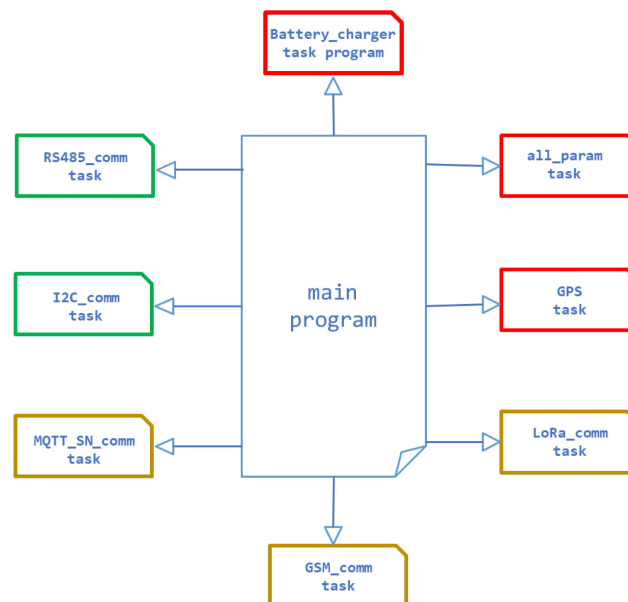 Battery_charger
task program
RS485_comm
task
all_param
task
I2C_comm
task
main
program
GPS
task
MQTT_SN_comm
task
LoRa_comm
task
GSM_comm
task